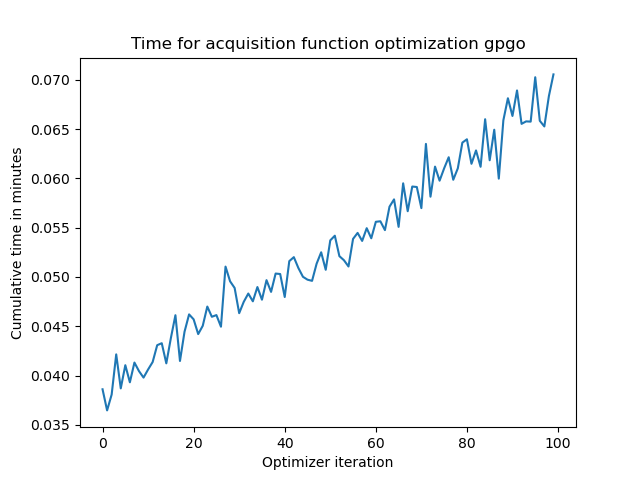 Time for acquisition function optimization gpgo
Cumulative time in minutes
0.070
0.065
0.060
0.055
0.050
0.045
0.040
0.035
0 20 40 60 80 100
Optimizer iteration